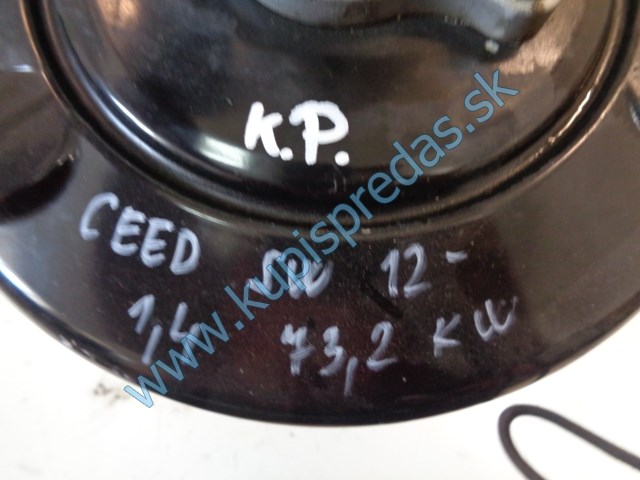 K.P.
CEED 12-
1,4 73,2 KW
www.kupispredas.sk